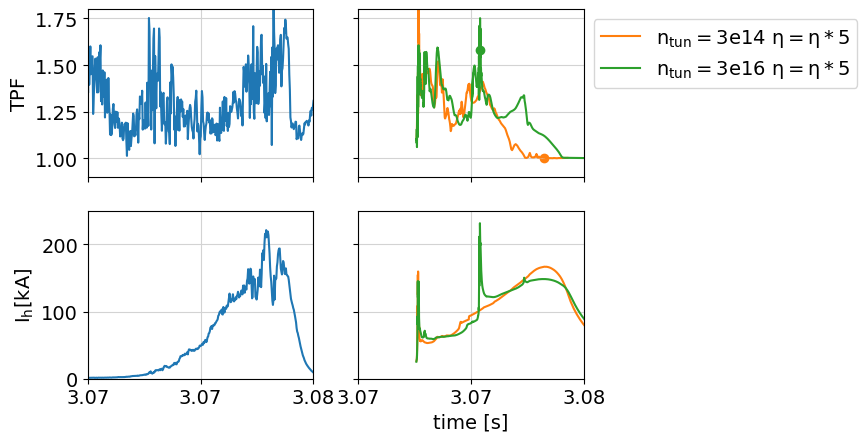 TPF
1.75
1.50
1.25
1.00
n_tun = 3e14 η = η * 5
n_tun = 3e16 η = η * 5
I_h[kA]
200
100
0
3.07 3.07 3.08 3.07 3.07 3.08
time [s]